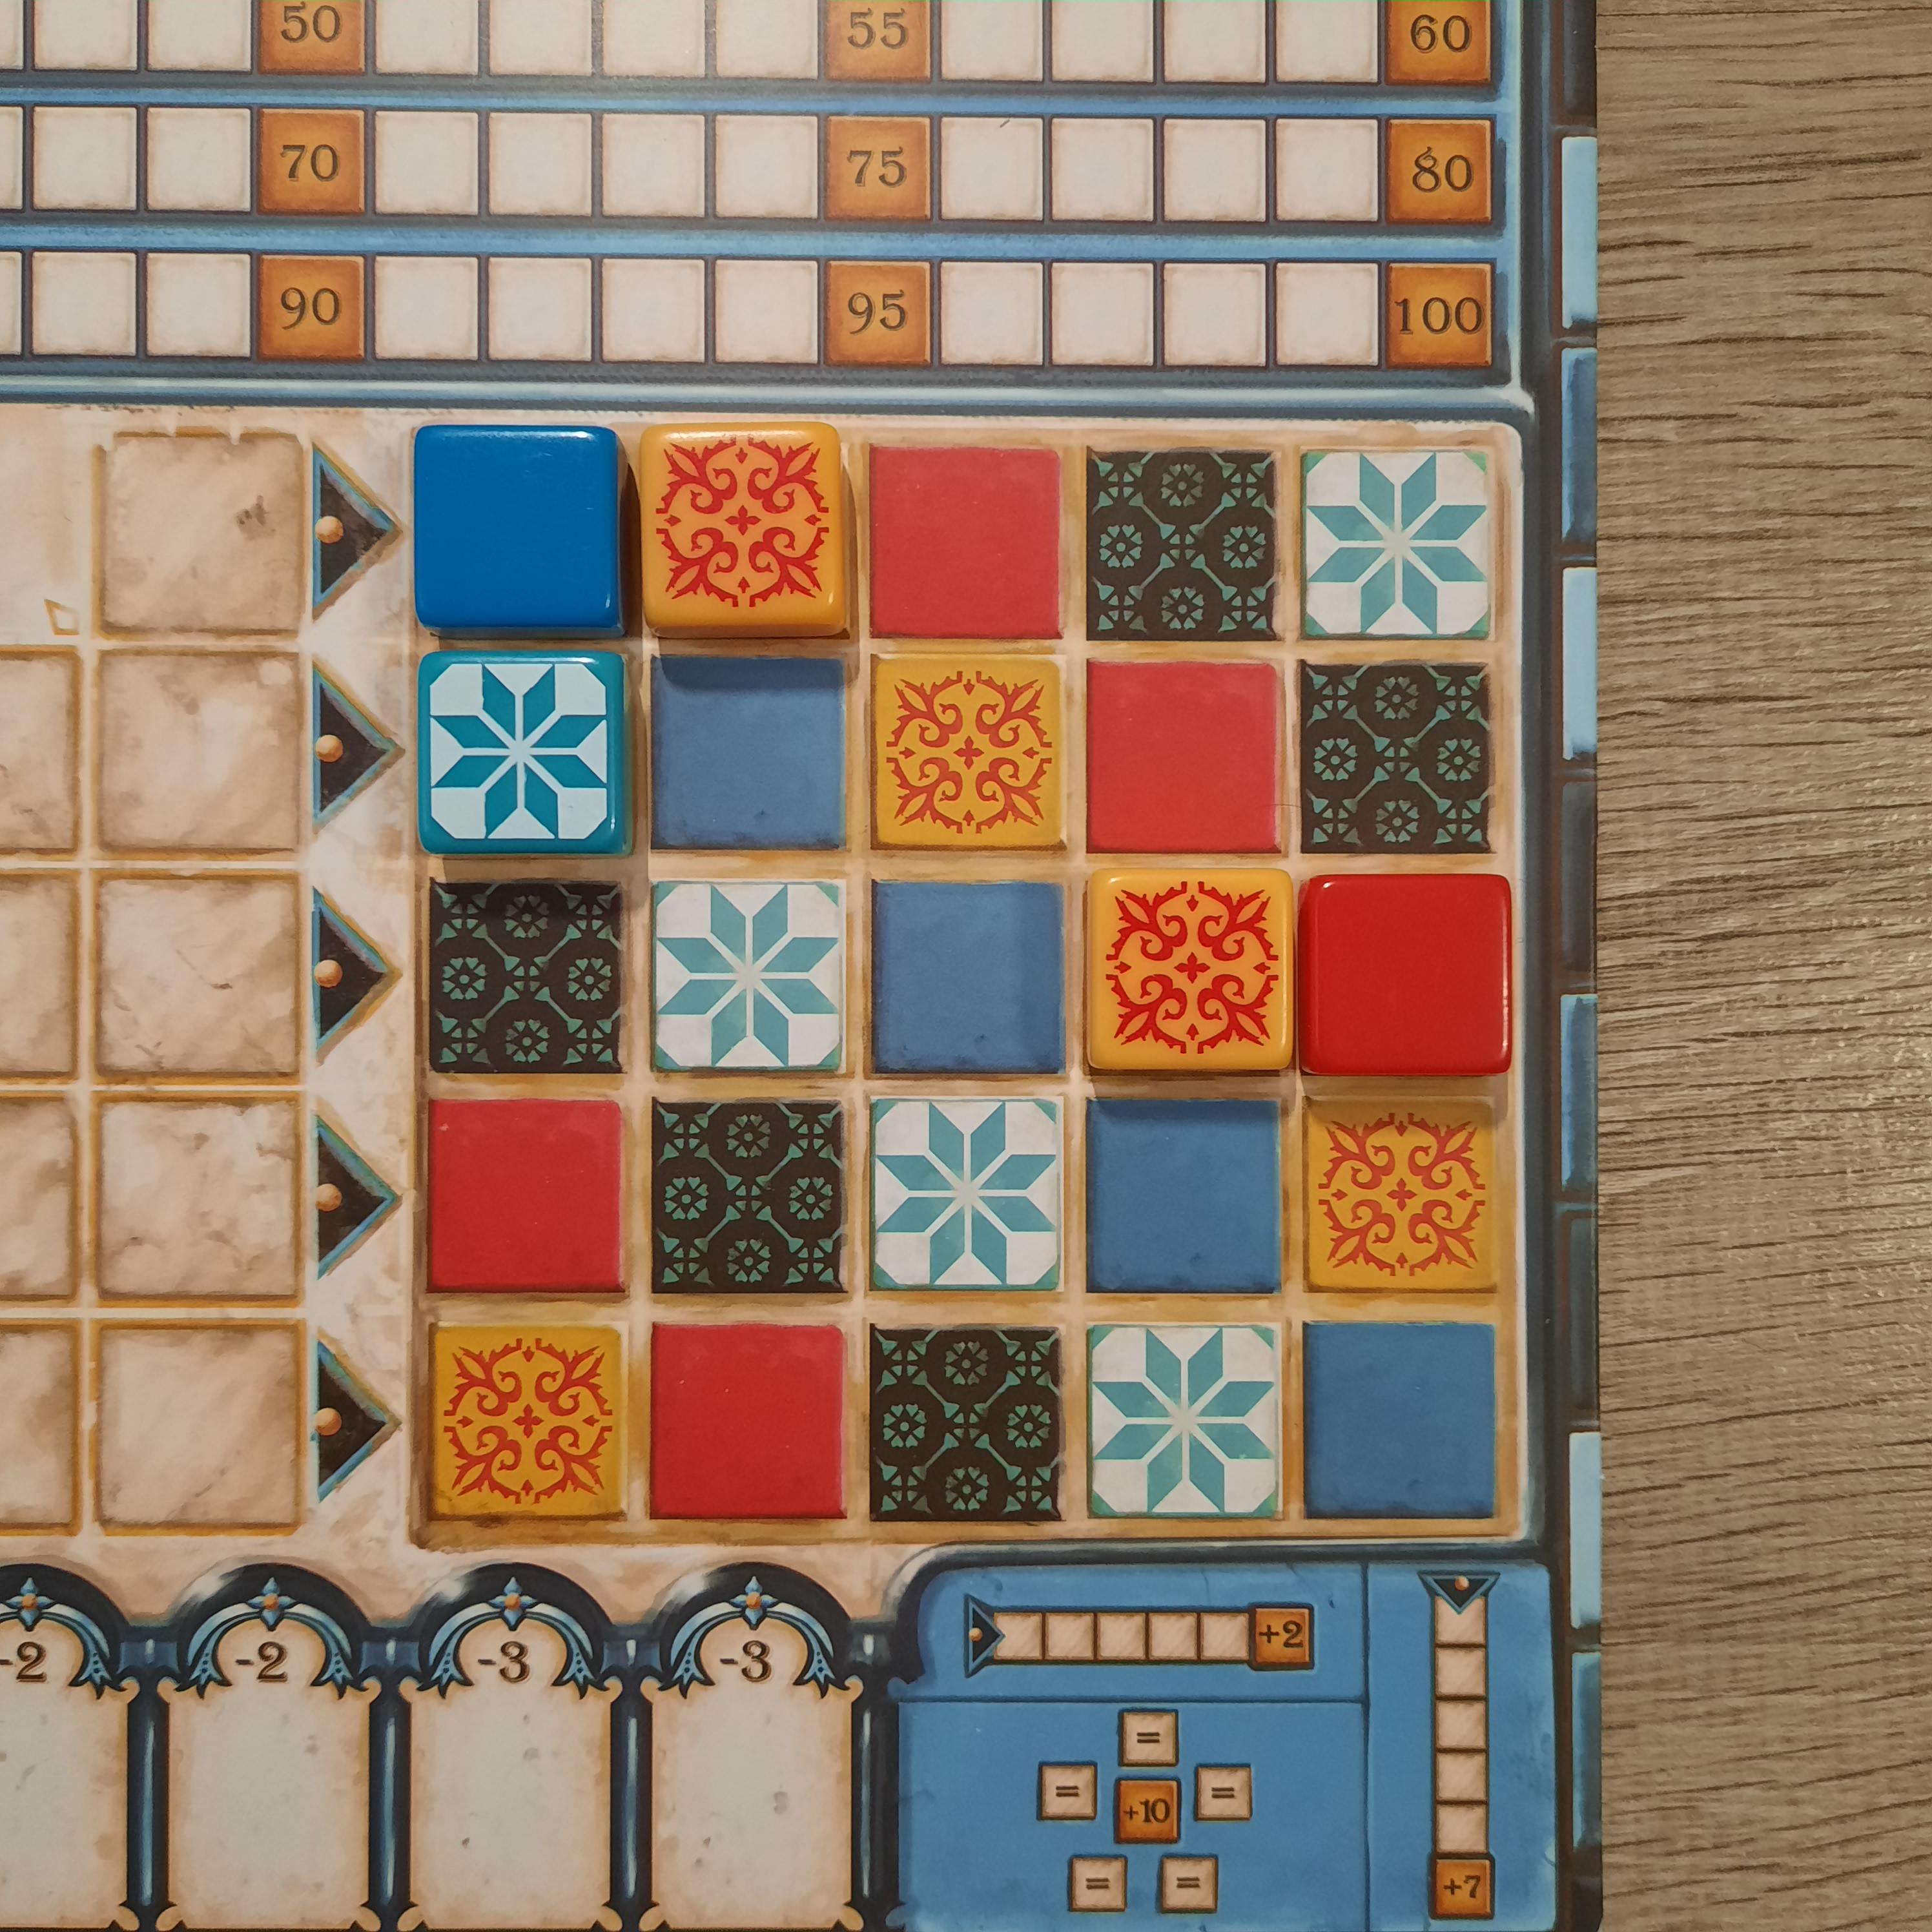 50 55 60
70 75 80
90 95 100
-2 -2 -3 -3
+2
=
= +10 =
= =
+7